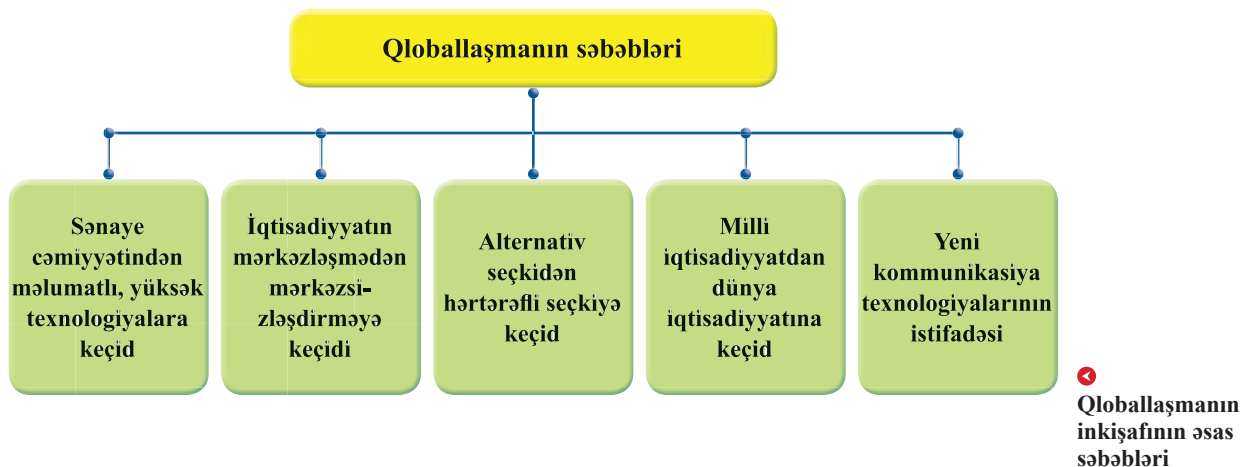 Qloballaşmanın səbəbləri
Sənaye
cəmiyyətindən
məlumatlı, yüksək
texnologiyalara
keçid
İqtisadiyyatın
mərkəzləşmədən
mərkəzsi-
zləşdirməyə
keçidi
Alternativ
seçkidən
hərtərəfli seçkiyə
keçid
Milli
iqtisadiyyatdan
dünya
iqtisadiyyatına
keçid
Yeni
kommunikasiya
texnologiyalarının
istifadəsi
Qloballaşmanın
inkişafının əsas
səbəbləri